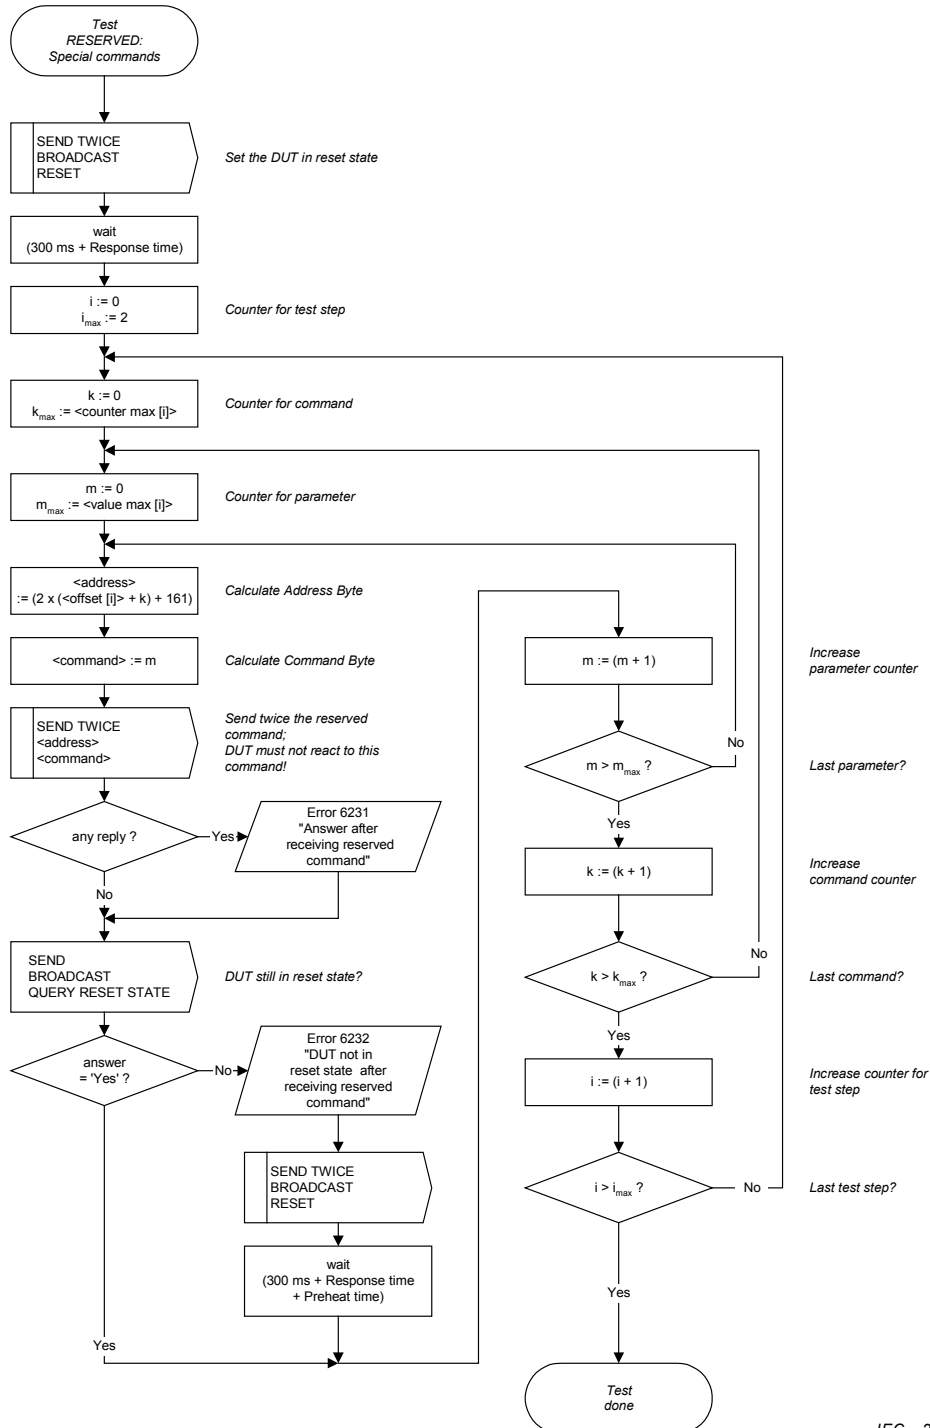 Test
RESERVED:
Special commands
SEND TWICE
BROADCAST
RESET
Set the DUT in reset state
wait
(300 ms + Response time)
i := 0
imax := 2
Counter for test step
k := 0
kmax := <counter max [i]>
Counter for command
m := 0
mmax := <value max [i]>
Counter for parameter
<address>
:= (2 x (<offset [i]> + k) + 161)
Calculate Address Byte
<command> := m
Calculate Command Byte
SEND TWICE
<address>
<command>
Send twice the reserved
command;
DUT must not react to this
command!
any reply ?
Yes
Error 6231
"Answer after
receiving reserved
command"
No
SEND
BROADCAST
QUERY RESET STATE
DUT still in reset state?
answer
= 'Yes' ?
No
Error 6232
"DUT not in
reset state after
receiving reserved
command"
SEND TWICE
BROADCAST
RESET
wait
(300 ms + Response time
+ Preheat time)
Yes
m := (m + 1)
Increase
parameter counter
m > mmax ?
No
Last parameter?
Yes
k := (k + 1)
Increase
command counter
k > kmax ?
No
Last command?
Yes
i := (i + 1)
Increase counter for
test step
i > imax ?
No
Last test step?
Yes
Test
done